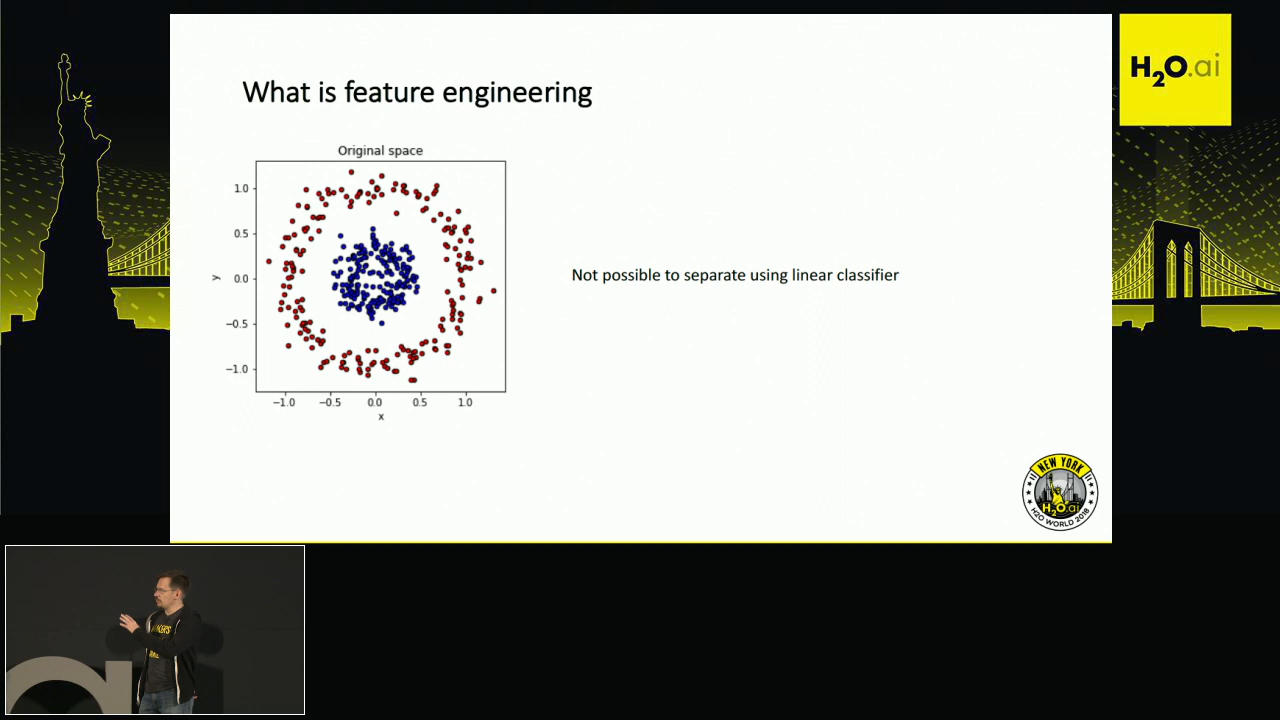 What is feature engineering
H2O.ai
Original space
1.0
0.5
0.0
−0.5
−1.0
y
−1.0
−0.5
0.0
0.5
1.0
x
Not possible to separate using linear classifier
NEW YORK
H2O.ai
H2O WORLD 2018